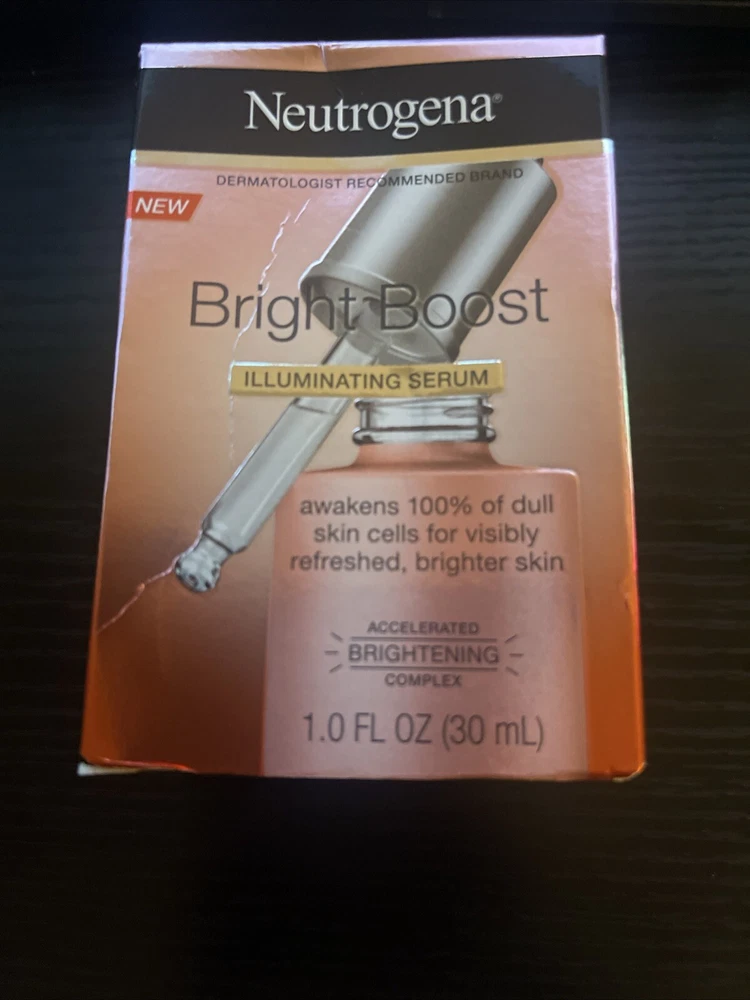 Neutrogena®
DERMATOLOGIST RECOMMENDED BRAND
NEW
Bright Boost
ILLUMINATING SERUM
awakens 100% of dull
skin cells for visibly
refreshed, brighter skin
ACCELERATED
BRIGHTENING
COMPLEX
1.0 FL OZ (30 mL)